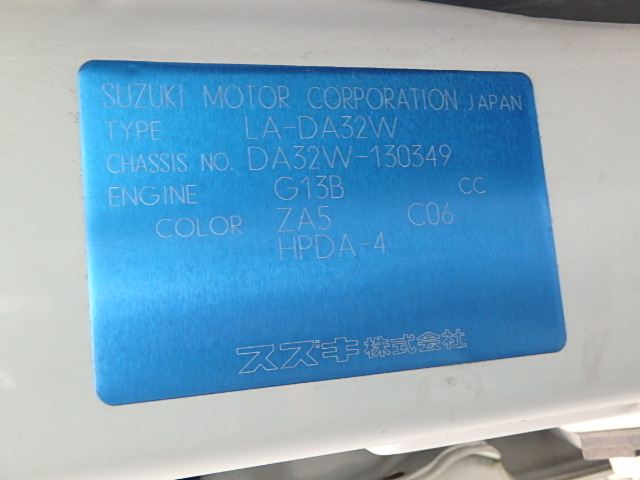 SUZUKI MOTOR CORPORATION JAPAN
TYPE LA-DA32W
CHASSIS NO. DA32W-130349
ENGINE G13B CC
COLOR ZA5 C06
HPDA-4
スズキ株式会社